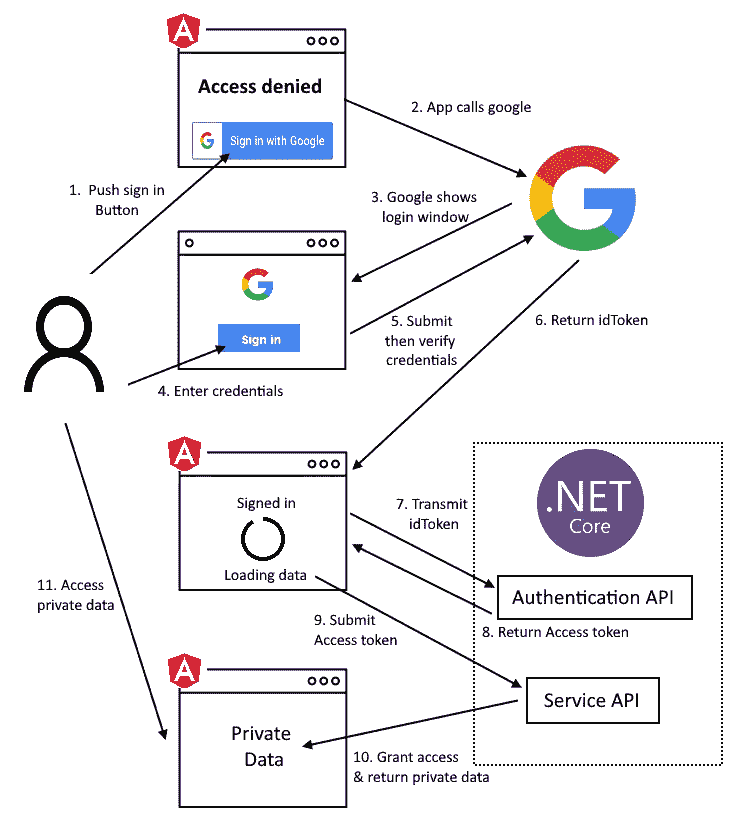 Access denied
Sign in with Google
2. App calls google
1. Push sign in
Button
3. Google shows
login window
Sign in
5. Submit
then verify
credentials
6. Return idToken
4. Enter credentials
Signed in
Loading data
7. Transmit
idToken
.NET
Core
Authentication API
8. Return Access token
9. Submit
Access token
11. Access
private data
Service API
Private
Data
10. Grant access
& return private data